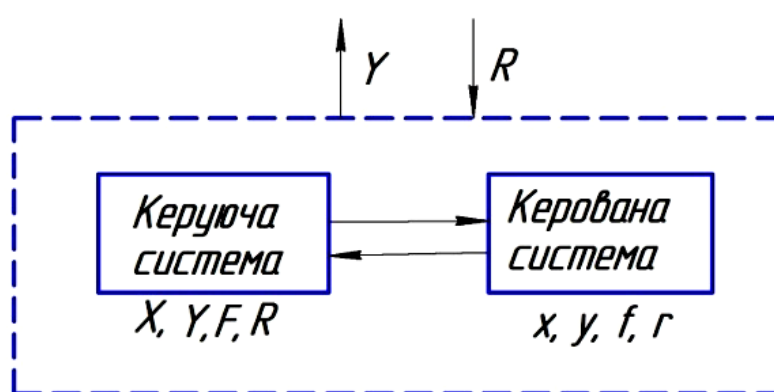 Y
R
Керуюча
система
X, Y, F, R
Керована
система
x, y, f, r